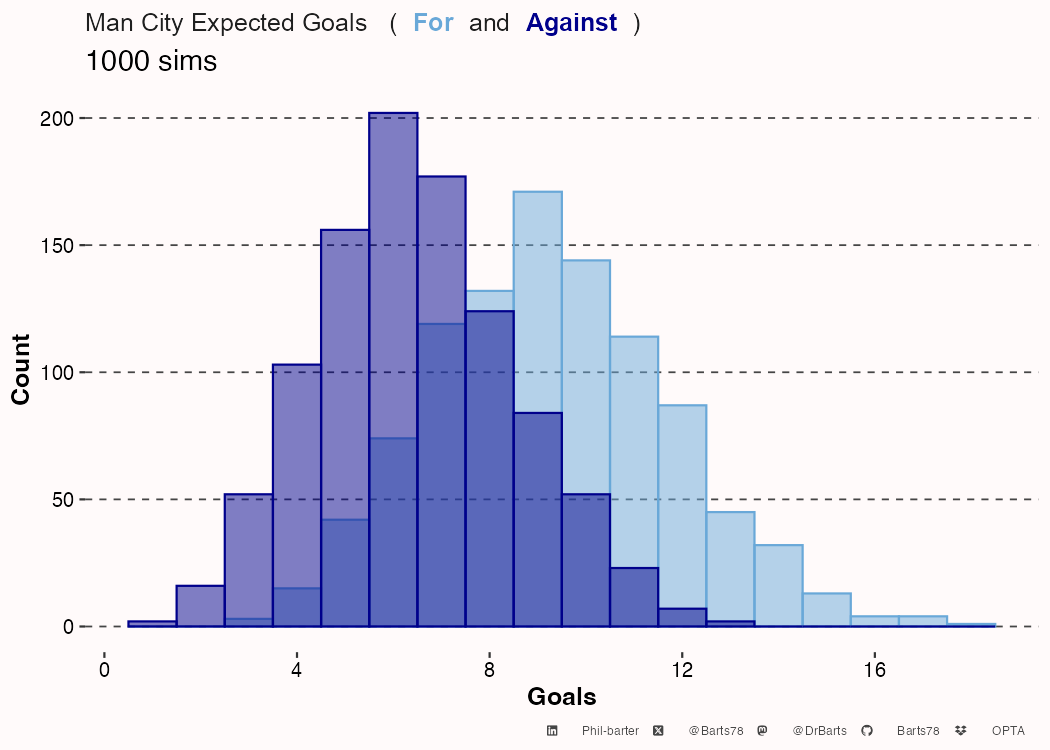 Man City Expected Goals ( For and Against )
1000 sims
200
150
100
50
0
Count
0 4 8 12 16
Goals
Phil-barter @Barts78 @DrBarts Barts78 OPTA